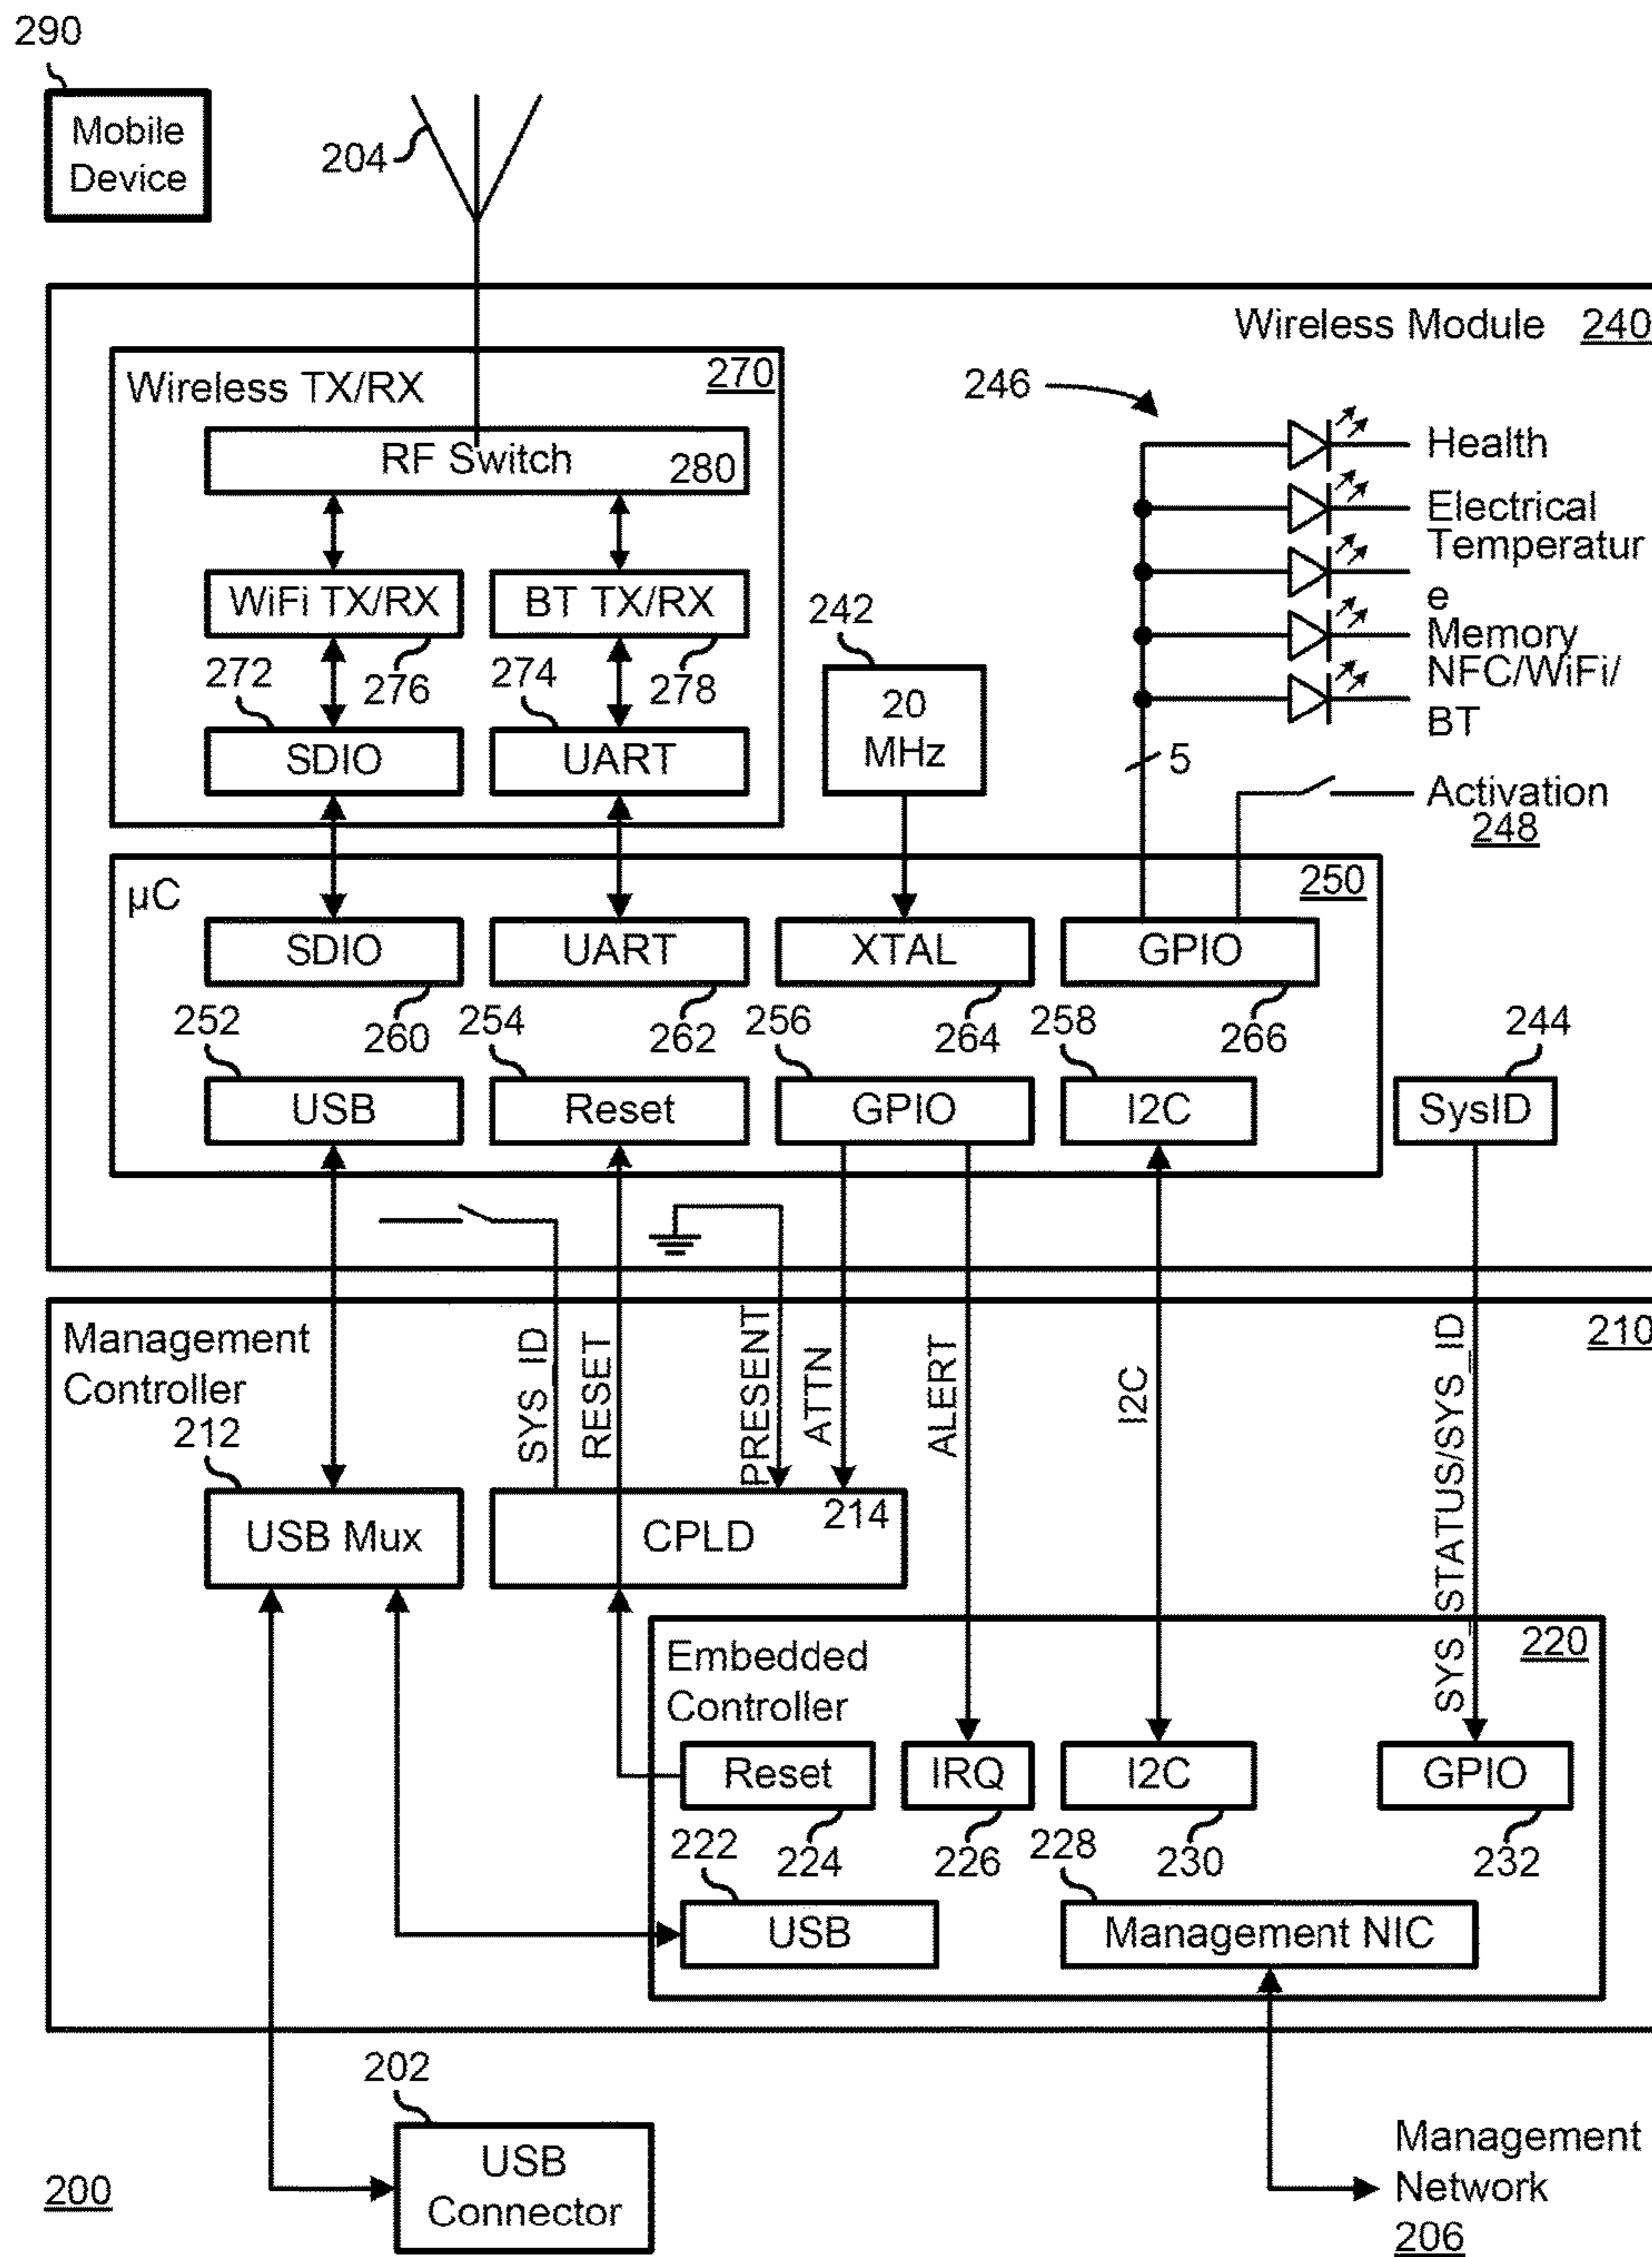 290
Mobile
Device
204
Wireless Module 240
Wireless TX/RX 270
246
RF Switch 280
Health
Electrical
Temperatur
e
WiFi TX/RX
BT TX/RX
242
Memory
272
276
274
278
NFC/WiFi/
BT
20
MHz
SDIO
UART
5
Activation
248
µC
250
SDIO
UART
XTAL
GPIO
252
260
254
262
256
264
258
266
244
USB
Reset
GPIO
I2C
SysID
Management
Controller
210
SYS_ID
RESET
PRESENT
ATTN
ALERT
I2C
SYS_STATUS/SYS_ID
212
USB Mux
CPLD
214
Embedded
Controller
220
Reset
IRQ
I2C
GPIO
222
224
226
228
230
232
USB
Management NIC
202
USB
Connector
Management
Network
206
200